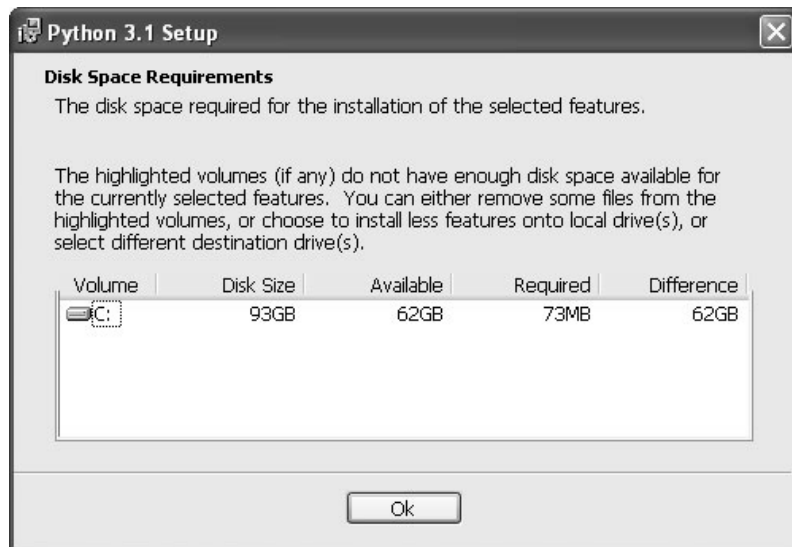 Python 3.1 Setup
Disk Space Requirements
The disk space required for the installation of the selected features.
The highlighted volumes (if any) do not have enough disk space available for
the currently selected features. You can either remove some files from the
highlighted volumes, or choose to install less features onto local drive(s), or
select different destination drive(s).
Volume Disk Size Available Required Difference
C: 93GB 62GB 73MB 62GB
Ok